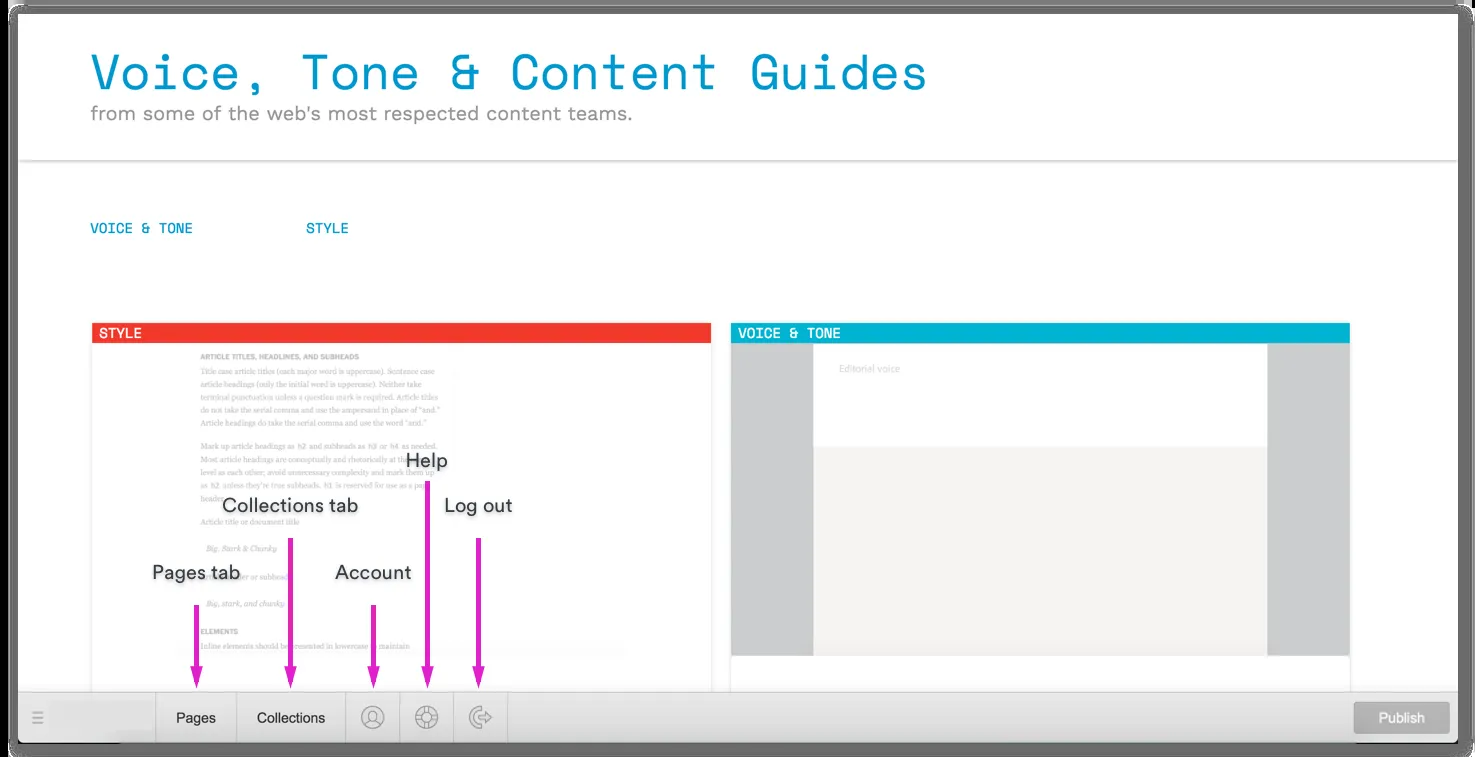 Voice, Tone & Content Guides
from some of the web's most respected content teams.
VOICE & TONE
STYLE
STYLE
ARTICLE TITLES, HEADLINES, AND SUBHEADS
Title case article titles (each major word is uppercase). Sentence case
article headings (only the initial word is uppercase). Neither take
terminal punctuation unless a question mark is required. Article titles
do not take the serial comma and use the ampersand in place of "and."
Article headings do take the serial comma and use the word "and."
Mark up article headings as h2 and subheads as h3 or h4 as needed.
Most article headings are conceptually and rhetorically at the
level as each other; avoid unnecessary complexity and mark them up
as h2 unless they're true subheads. h1 is reserved for use as a
header
Article title or document title
Big, Stark & Chunky
or subhead
Big, stark, and chunky
ELEMENTS
Inline elements should be presented in lowercase maintain
VOICE & TONE
Editorial voice
Help
Collections tab
Log out
Pages tab
Account
Pages
Collections
Publish